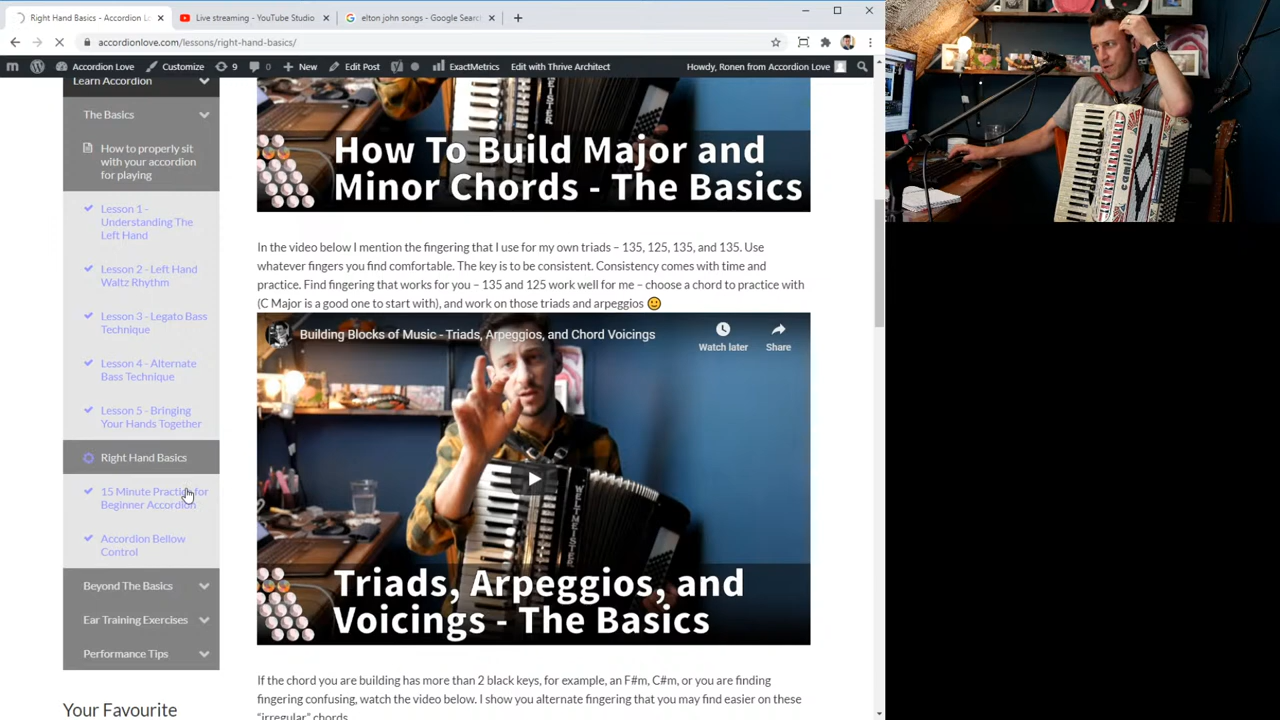 Right Hand Basics - Accordion Lo
Live streaming - YouTube Studio
elton john songs - Google Search
accordionlove.com/lessons/right-hand-basics/
Accordion Love
Customize
9
0
New
Edit Post
ExactMetrics
Edit with Thrive Architect
Howdy, Ronen from Accordion Love
Learn Accordion
The Basics
How to properly sit
with your accordion
for playing
Lesson 1 -
Understanding The
Left Hand
Lesson 2 - Left Hand
Waltz Rhythm
Lesson 3 - Legato Bass
Technique
Lesson 4 - Alternate
Bass Technique
Lesson 5 - Bringing
Your Hands Together
Right Hand Basics
15 Minute Practice for
Beginner Accordion
Accordion Bellow
Control
Beyond The Basics
Ear Training Exercises
Performance Tips
Your Favourite
How To Build Major and
Minor Chords - The Basics
In the video below I mention the fingering that I use for my own triads – 135, 125, 135, and 135. Use
whatever fingers you find comfortable. The key is to be consistent. Consistency comes with time and
practice. Find fingering that works for you – 135 and 125 work well for me – choose a chord to practice with
(C Major is a good one to start with), and work on those triads and arpeggios
Building Blocks of Music - Triads, Arpeggios, and Chord Voicings
Watch later
Share
WELTMEISTER
Triads, Arpeggios, and
Voicings - The Basics
If the chord you are building has more than 2 black keys, for example, an F#m, C#m, or you are finding
fingering confusing, watch the video below. I show you alternate fingering that you may find easier on these
"irregular" chords.
camillo